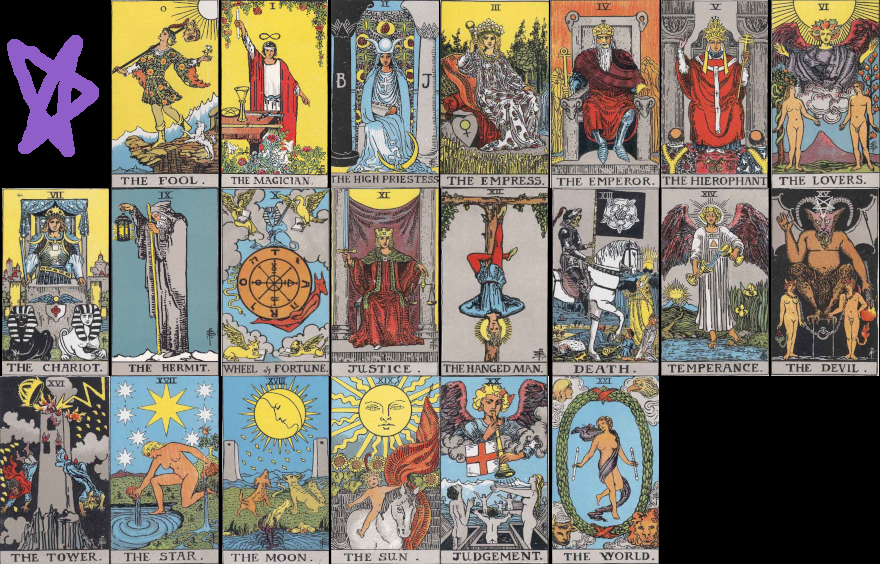 0
THE FOOL.
I
THE MAGICIAN.
II
B J
THE HIGH PRIESTESS
III
THE EMPRESS.
IV
THE EMPEROR.
V
THE HIEROPHANT
VI
THE LOVERS.
VII
THE CHARIOT.
IX
THE HERMIT.
X
T
O A
R
WHEEL of FORTUNE.
XI
JUSTICE.
XII
THE HANGED MAN.
XIII
DEATH.
XIV
TEMPERANCE.
XV
THE DEVIL.
XVI
THE TOWER.
XVII
THE STAR.
XVIII
THE MOON.
XIX
THE SUN.
XX
JUDGEMENT.
XXI
THE WORLD.